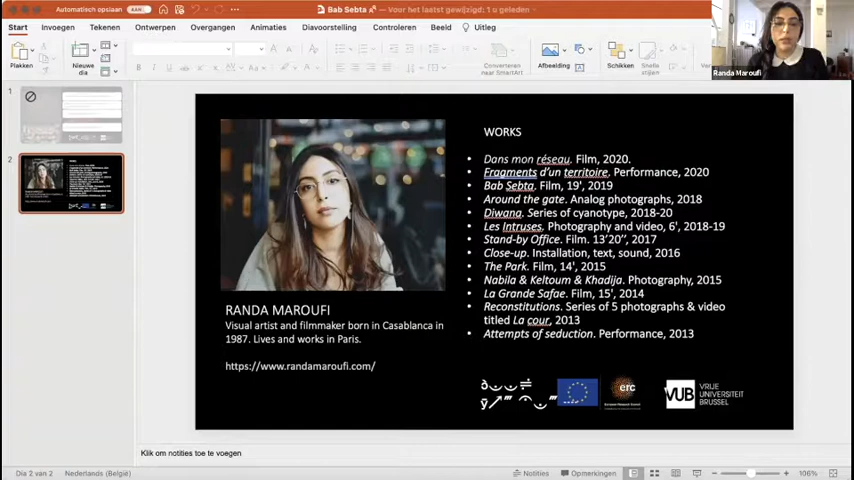 Automatisch opslaan
Bab Sebta
— Voor het laatst gewijzigd: 1 u geleden
Start
Invoegen
Tekenen
Ontwerpen
Overgangen
Animaties
Diavoorstelling
Controleren
Beeld
Uitleg
Plakken
Nieuwe
dia
Converteren
naar SmartArt
Afbeelding
Schikken
Snelle
stijlen
Randa Maroufi
1
2
WORKS
• Dans mon réseau. Film, 2020.
• Fragments d'un territoire. Performance, 2020
• Bab Sebta. Film, 19', 2019
• Around the gate. Analog photographs, 2018
• Diwana. Series of cyanotype, 2018-20
• Les Intruses. Photography and video, 6', 2018-19
• Stand-by Office. Film. 13'20'', 2017
• Close-up. Installation, text, sound, 2016
• The Park. Film, 14', 2015
• Nabila & Keltoum & Khadija. Photography, 2015
• La Grande Safae. Film, 15', 2014
• Reconstitutions. Series of 5 photographs & video
titled La cour, 2013
• Attempts of seduction. Performance, 2013
RANDA MAROUFI
Visual artist and filmmaker born in Casablanca in
1987. Lives and works in Paris.
https://www.randamaroufi.com/
erc
European Research Council
VUB
VRIJE
UNIVERSITEIT
BRUSSEL
Klik om notities toe te voegen
Dia 2 van 2
Nederlands (België)
Notities
Opmerkingen
106%